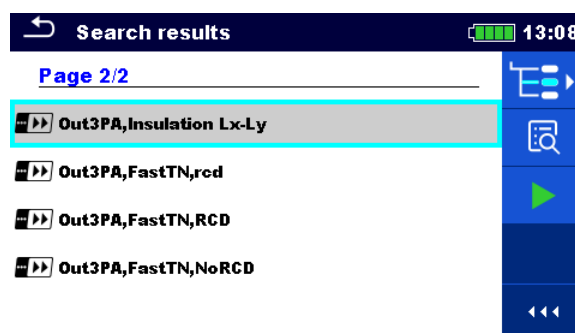 Search results
13:08
Page 2/2
Out3PA,Insulation Lx-Ly
Out3PA,FastTN,rcd
Out3PA,FastTN,RCD
Out3PA,FastTN,NoRCD